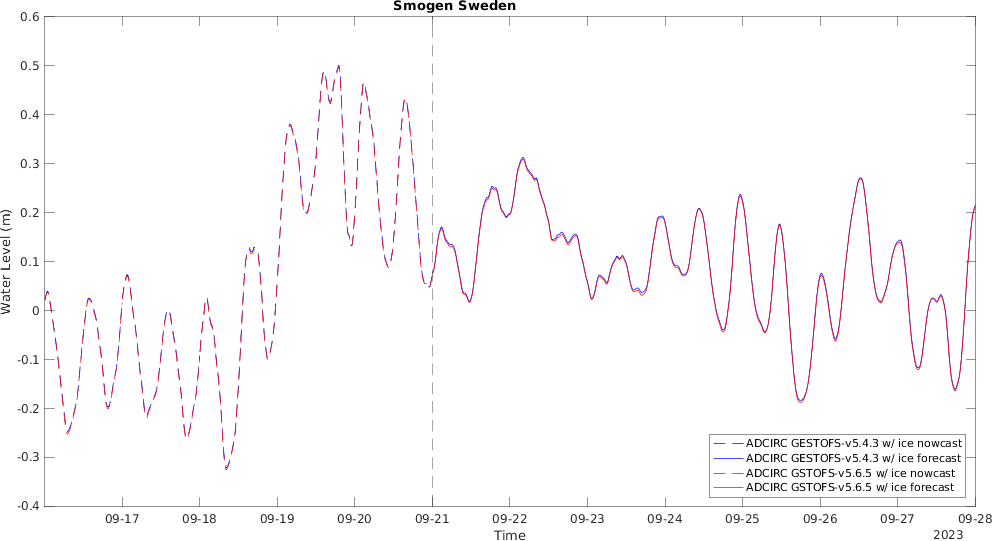 Smogen Sweden
0.6
0.5
0.4
0.3
0.2
0.1
0
-0.1
-0.2
-0.3
-0.4
Water Level (m)
ADCIRC GESTOFS-v5.4.3 w/ ice nowcast
ADCIRC GESTOFS-v5.4.3 w/ ice forecast
ADCIRC GSTOFS-v5.6.5 w/ ice nowcast
ADCIRC GSTOFS-v5.6.5 w/ ice forecast
09-17 09-18 09-19 09-20 09-21 09-22 09-23 09-24 09-25 09-26 09-27 09-28
Time
2023